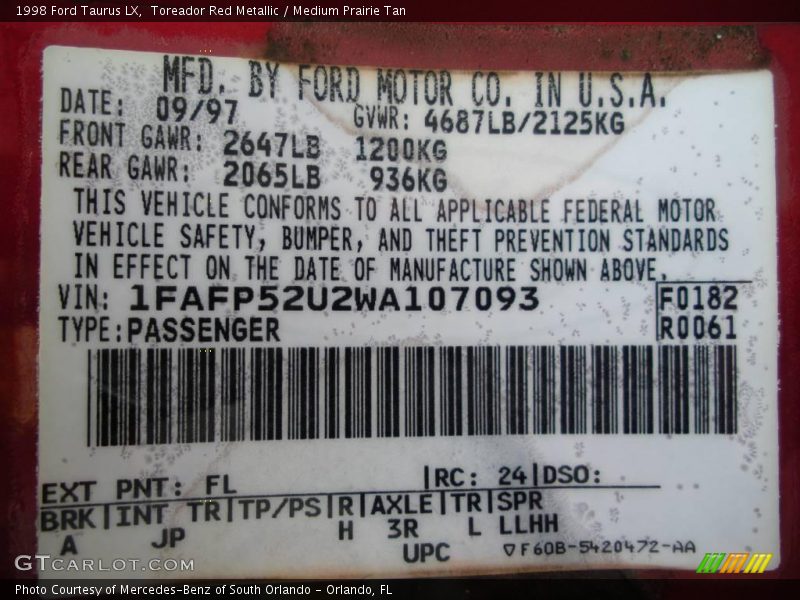 1998 Ford Taurus LX, Toreador Red Metallic / Medium Prairie Tan
MFD. BY FORD MOTOR CO. IN U.S.A.
DATE: 09/97 GVWR: 4687LB/2125KG
FRONT GAWR: 2647LB 1200KG
REAR GAWR: 2065LB 936KG
THIS VEHICLE CONFORMS TO ALL APPLICABLE FEDERAL MOTOR
VEHICLE SAFETY, BUMPER, AND THEFT PREVENTION STANDARDS
IN EFFECT ON THE DATE OF MANUFACTURE SHOWN ABOVE.
VIN: 1FAFP52U2WA107093 F0182
TYPE: PASSENGER R0061
EXT PNT: FL RC: 24 DSO:
BRK INT TR TP/PS R AXLE TR SPR
A JP H 3R L LLHH
UPC F60B-5420472-AA
GTCarLot.com
Photo Courtesy of Mercedes-Benz of South Orlando - Orlando, FL